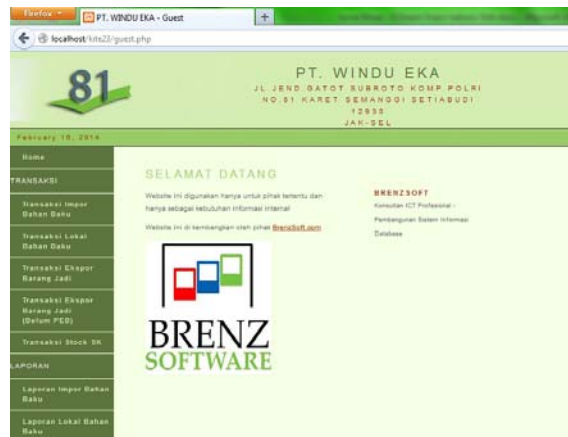 Firefox
PT. WINDU EKA - Guest
localhost/kite23/guest.php
81
PT. WINDU EKA
JL.JEND GATOT SUBROTO KOMP POLRI
NO.81 KARET SEMANGGI SETIABUDI
12930
JAK-SEL
February 10, 2014
Home
TRANSAKSI
Transaksi Impor
Bahan Baku
Transaksi Lokal
Bahan Baku
Transaksi Ekspor
Barang Jadi
Transaksi Ekspor
Barang Jadi
(Belum PEB)
Transaksi Stock
LAPORAN
Laporan Impor Bahan
Baku
Laporan Lokal Bahan
Baku
SELAMAT DATANG
Website ini digunakan hanya untuk pihak tertentu dan
hanya sebagai kebutuhan informasi internal
Website ini di kembangkan oleh pihak BrenzSoft.com
BRENZ
SOFTWARE
BRENZSOFT
Konsultan ICT Profesional -
Pembangunan Sistem Informasi
Database